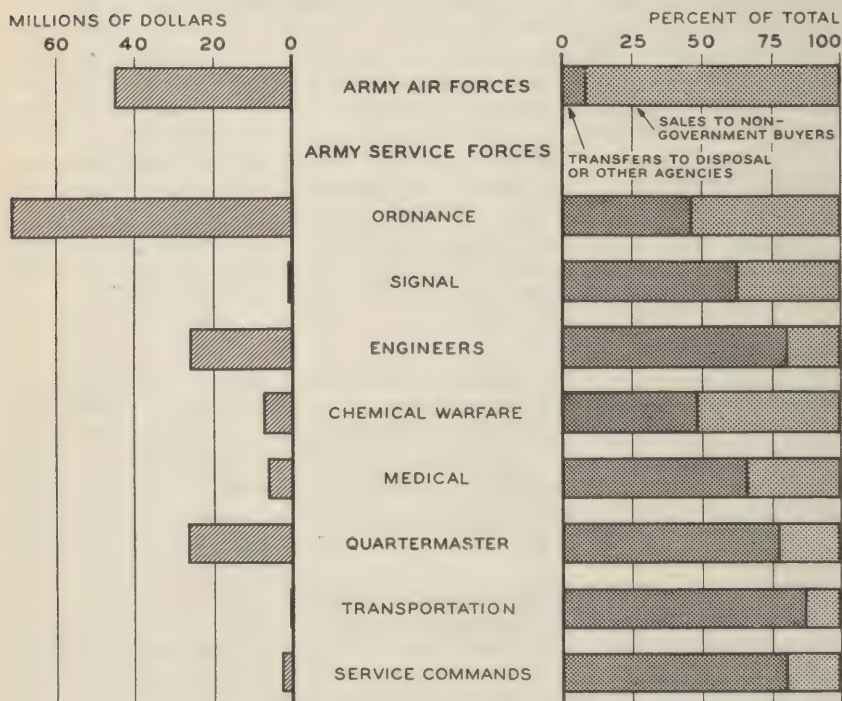 MILLIONS OF DOLLARS
60 40 20 0
PERCENT OF TOTAL
0 25 50 75 100
ARMY AIR FORCES
SALES TO NON-
GOVERNMENT BUYERS
TRANSFERS TO DISPOSAL
OR OTHER AGENCIES
ARMY SERVICE FORCES
ORDNANCE
SIGNAL
ENGINEERS
CHEMICAL WARFARE
MEDICAL
QUARTERMASTER
TRANSPORTATION
SERVICE COMMANDS